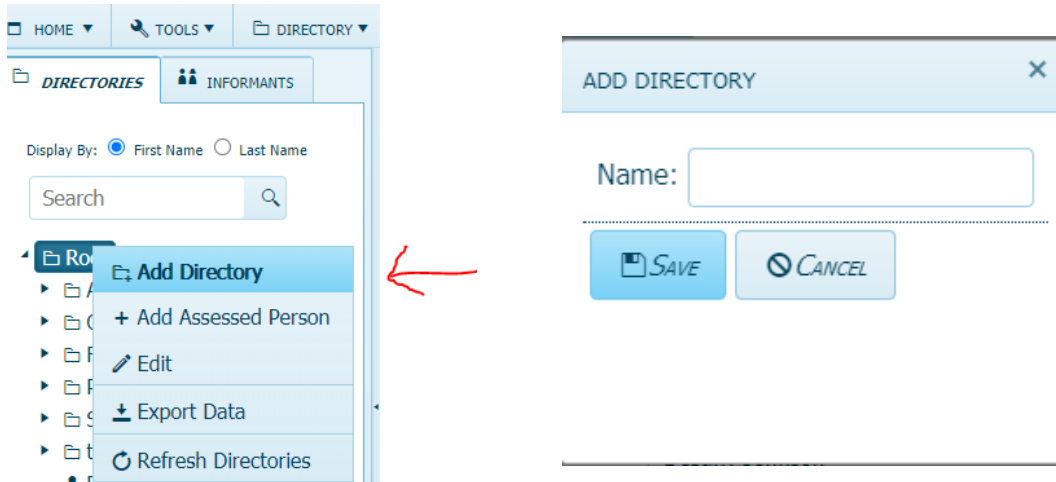 HOME TOOLS DIRECTORY
DIRECTORIES INFORMANTS
Display By: First Name Last Name
Search
Add Directory
+ Add Assessed Person
Edit
Export Data
Refresh Directories
ADD DIRECTORY
Name:
SAVE CANCEL